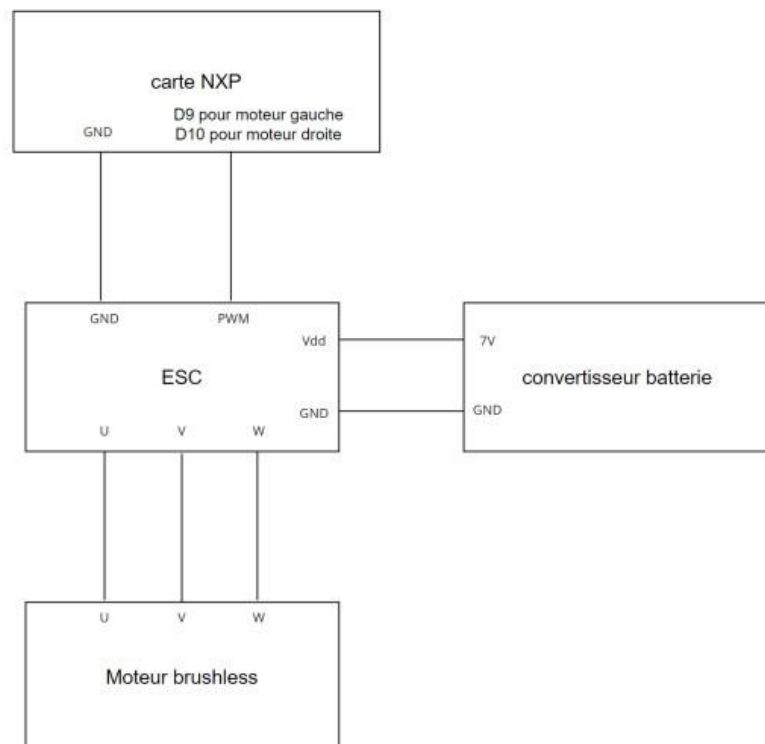 carte NXP
D9 pour moteur gauche
GND
D10 pour moteur droite
GND
PWM
Vdd
7V
ESC
convertisseur batterie
GND
GND
U
V
W
U
V
W
Moteur brushless